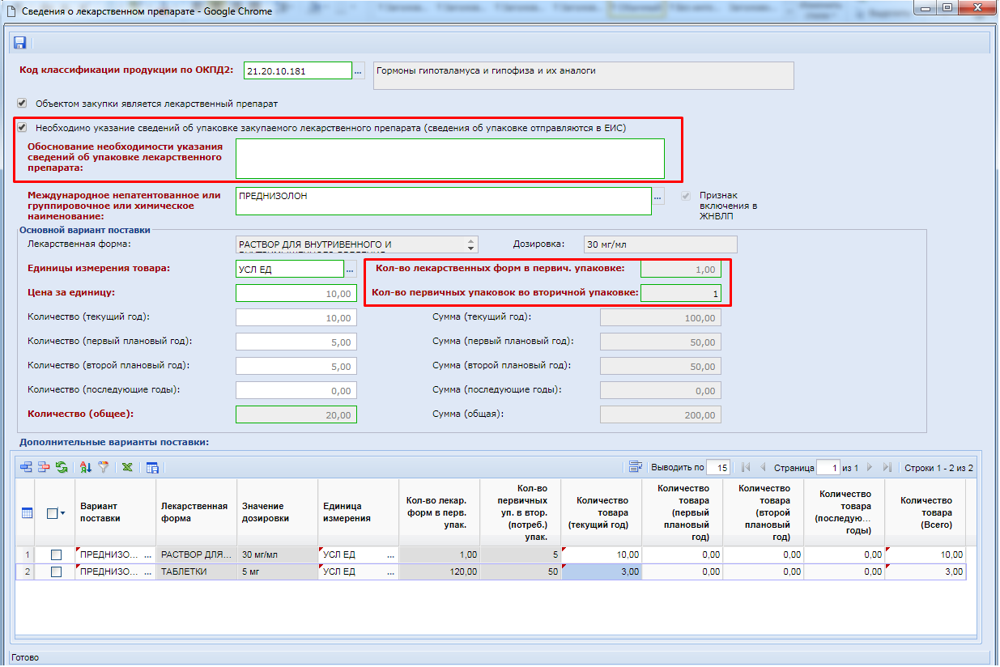 Сведения о лекарственном препарате - Google Chrome
Код классификации продукции по ОКПД2:
21.20.10.181
...
Гормоны гипоталамуса и гипофиза и их аналоги
Объектом закупки является лекарственный препарат
Необходимо указание сведений об упаковке закупаемого лекарственного препарата (сведения об упаковке отправляются в ЕИС)
Обоснование необходимости указания
сведений об упаковке лекарственного
препарата:
Международное непатентованное или
группировочное или химическое
наименование:
ПРЕДНИЗОЛОН
...
Признак
включения в
ЖНВЛП
Основной вариант поставки
Лекарственная форма:
РАСТВОР ДЛЯ ВНУТРИВЕННОГО И
Дозировка:
30 мг/мл
Единицы измерения товара:
УСЛ ЕД
...
Кол-во лекарственных форм в первич. упаковке:
1,00
Цена за единицу:
10,00
Кол-во первичных упаковок во вторичной упаковке:
1
Количество (текущий год):
10,00
Сумма (текущий год):
100,00
Количество (первый плановый год):
5,00
Сумма (первый плановый год):
50,00
Количество (второй плановый год):
5,00
Сумма (второй плановый год):
50,00
Количество (последующие годы):
0,00
Сумма (последующие годы):
0,00
Количество (общее):
20,00
Сумма (общая):
200,00
Дополнительные варианты поставки:
Выводить по 15
Страница 1 из 1
Строки 1 - 2 из 2
Вариант
поставки
Лекарственная
форма
Значение
дозировки
Единица
измерения
Кол-во лекар.
форм в перв.
упак.
Кол-во
первичных
уп. в втор.
(потреб.)
упак.
Количество
товара
(текущий год)
Количество
товара
(первый
плановый
год)
Количество
товара
(второй
плановый
год)
Количество
товара
(последую...
годы)
Количество
товара
(Всего)
1 ПРЕДНИЗО... ... РАСТВОР ДЛЯ... 30 мг/мл УСЛ ЕД ... 1,00 5 10,00 0,00 0,00 0,00 10,00
2 ПРЕДНИЗО... ... ТАБЛЕТКИ 5 мг УСЛ ЕД ... 120,00 50 3,00 0,00 0,00 0,00 3,00
Готово